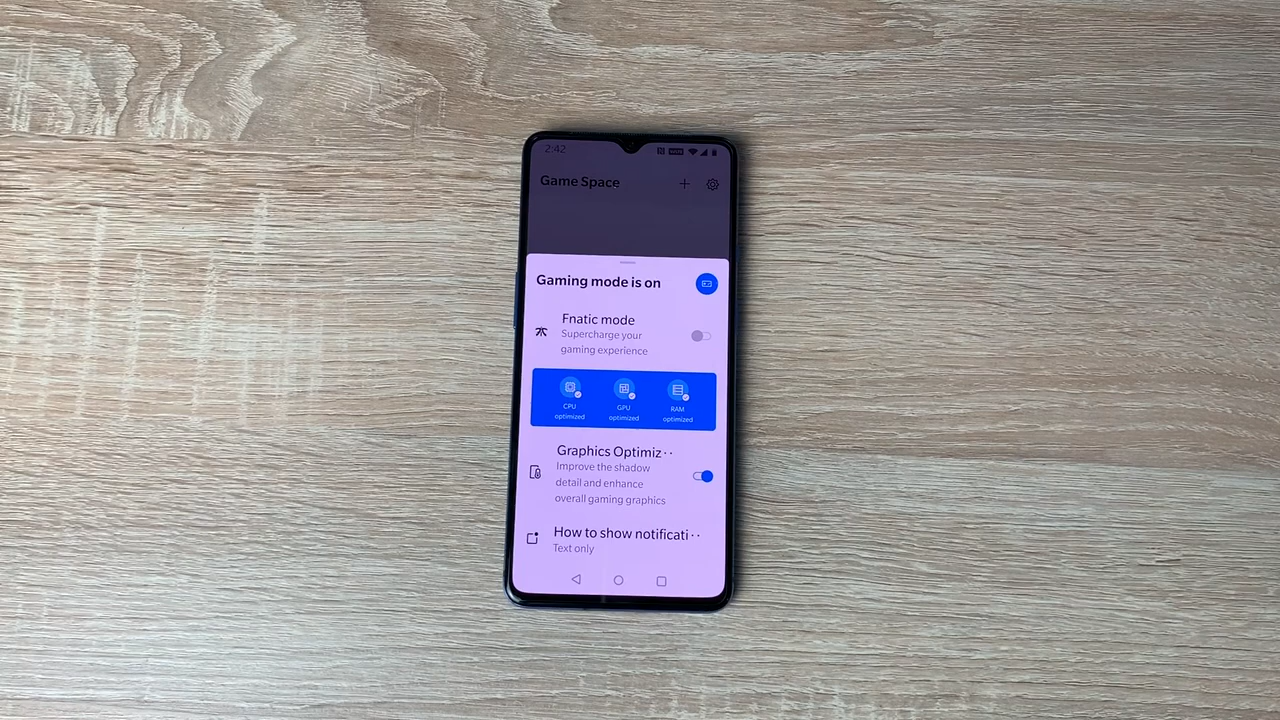 2:42
Game Space
Gaming mode is on
Fnatic mode
Supercharge your
gaming experience
CPU
optimized
GPU
optimized
RAM
optimized
Graphics Optimiz··
Improve the shadow
detail and enhance
overall gaming graphics
How to show notificati··
Text only